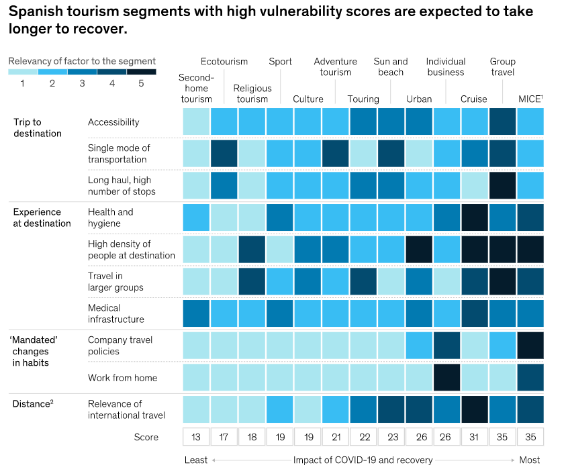 Spanish tourism segments with high vulnerability scores are expected to take
longer to recover.
Relevancy of factor to the segment
1 2 3 4 5
Ecotourism Sport Adventure tourism Sun and beach Individual business Group travel
Second-home tourism Religious tourism Culture Touring Urban Cruise MICE¹
Trip to destination
Accessibility
Single mode of transportation
Long haul, high number of stops
Experience at destination
Health and hygiene
High density of people at destination
Travel in larger groups
Medical infrastructure
'Mandated' changes in habits
Company travel policies
Work from home
Distance²
Relevance of international travel
Score 13 17 18 19 19 21 22 23 26 26 31 35 35
Least Impact of COVID-19 and recovery Most